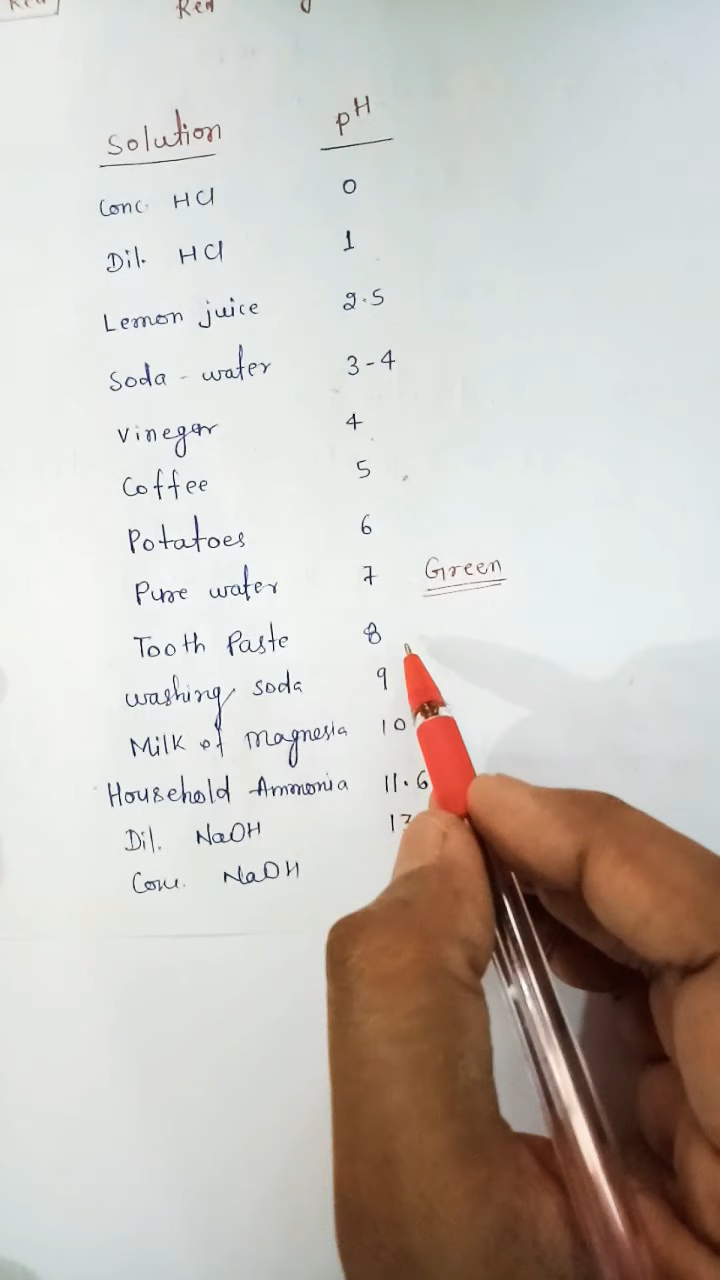 Red
Solution pH
Conc. HCl 0
Dil. HCl 1
Lemon juice 2.5
Soda - water 3-4
Vinegar 4
Coffee 5
Potatoes 6
Pure water 7 Green
Tooth Paste 8
washing soda 9
Milk of magnesia 10
Household Ammonia 11.6
Dil. NaOH
Conc. NaOH